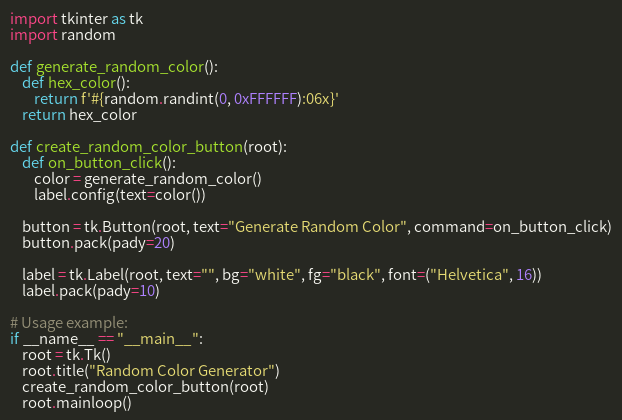 import tkinter as tk
import random

def generate_random_color():
    def hex_color():
        return f'#{random.randint(0, 0xFFFFFF):06x}'
    return hex_color

def create_random_color_button(root):
    def on_button_click():
        color = generate_random_color()
        label.config(text=color())

    button = tk.Button(root, text="Generate Random Color", command=on_button_click)
    button.pack(pady=20)

    label = tk.Label(root, text="", bg="white", fg="black", font=("Helvetica", 16))
    label.pack(pady=10)

# Usage example:
if __name__ == "__main__":
    root = tk.Tk()
    root.title("Random Color Generator")
    create_random_color_button(root)
    root.mainloop()